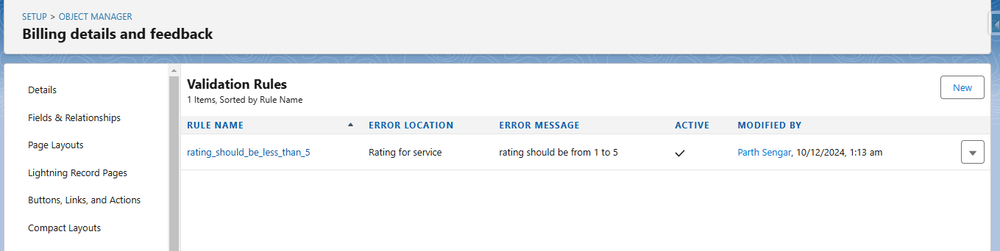 SETUP > OBJECT MANAGER
Billing details and feedback
Details
Fields & Relationships
Page Layouts
Lightning Record Pages
Buttons, Links, and Actions
Compact Layouts
Validation Rules
1 Items, Sorted by Rule Name
New
RULE NAME ERROR LOCATION ERROR MESSAGE ACTIVE MODIFIED BY
rating_should_be_less_than_5 Rating for service rating should be from 1 to 5 Parth Sengar, 10/12/2024, 1:13 am